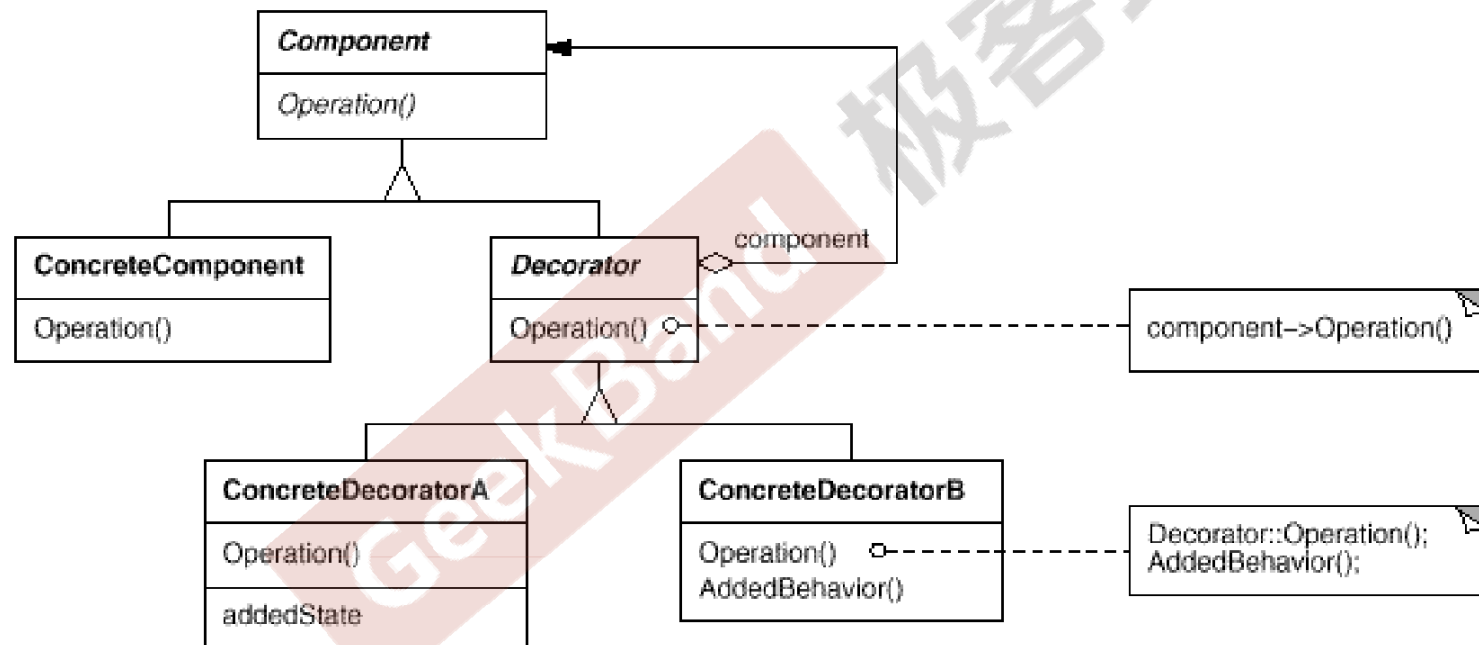 Component
Operation()
component
ConcreteComponent
Operation()
Decorator
Operation()
component–>Operation()
ConcreteDecoratorA
Operation()
addedState
ConcreteDecoratorB
Operation()
AddedBehavior()
Decorator::Operation();
AddedBehavior();
GeekBand
极客